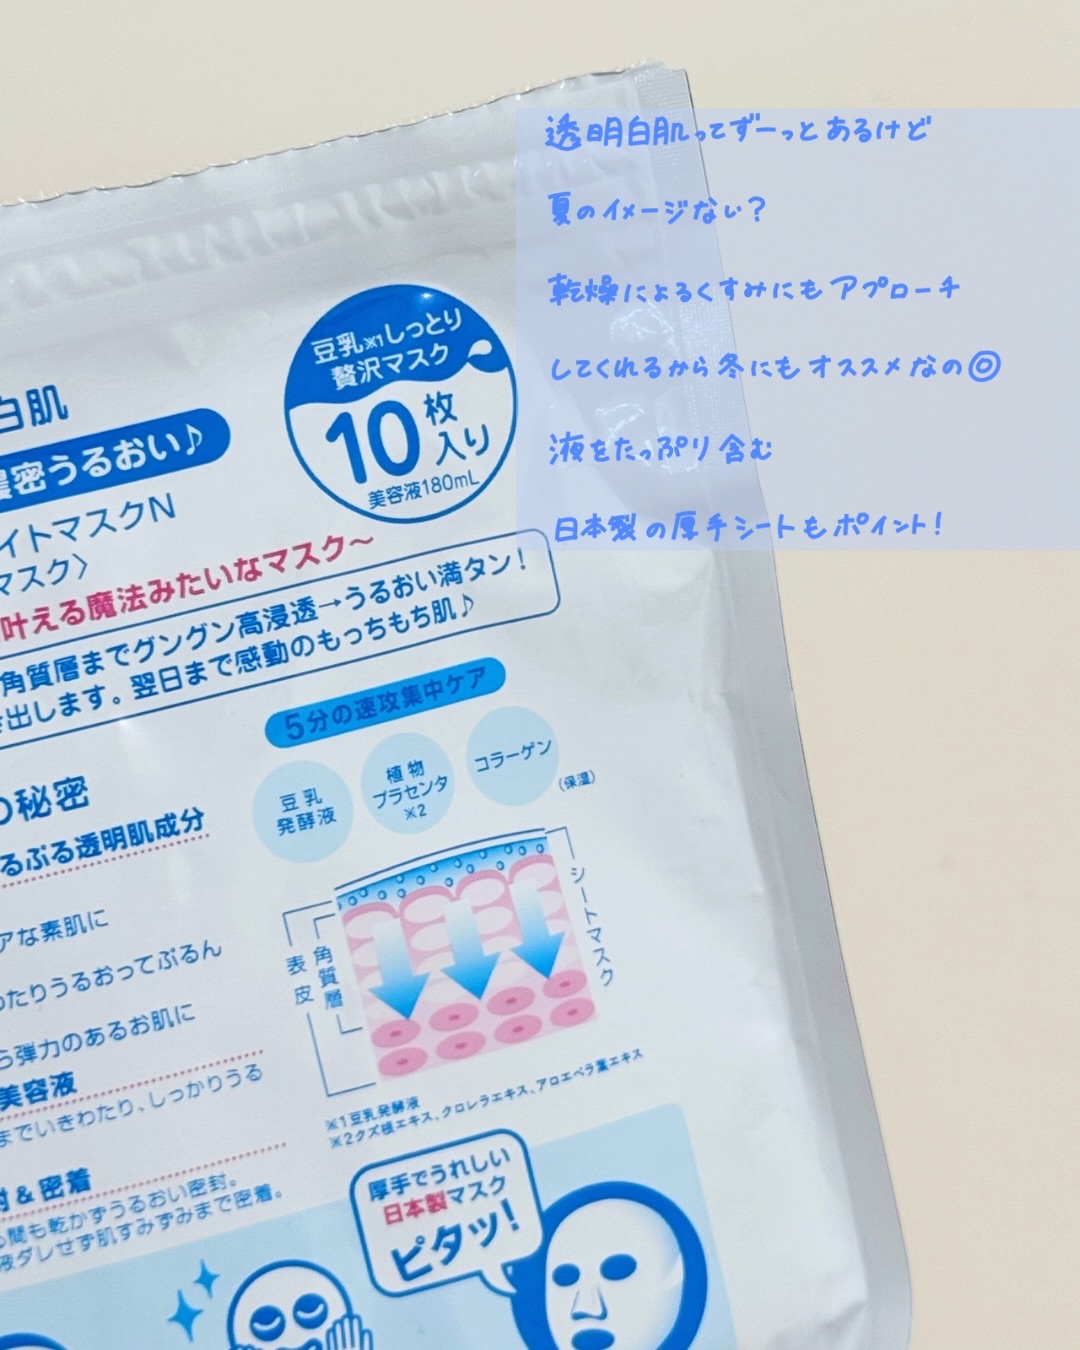 透明白肌ってずーっとあるけど
夏のイメージない?
乾燥によるくすみにもアプローチ
してくれるから冬にもオススメなの◎
液をたっぷり含む
日本製の厚手シートもポイント!
豆乳※1しっとり
贅沢マスク
10枚入り
美容液180mL
白肌
濃密うるおい♪
イトマスクN
マスク〉
叶える魔法みたいなマスク〜
角質層までグングン高浸透→うるおい満タン!
き出します。翌日まで感動のもっちもち肌♪
5分の速攻集中ケア
豆乳
発酵液
植物
プラセンタ
※2
コラーゲン
(保湿)
の秘密
るぷる透明肌成分
アな素肌に
わたりうるおってぷるん
ら弾力のあるお肌に
美容液
までいきわたり、しっかりうる
シートマスク
角質層
表皮
※1豆乳発酵液
※2クズ根エキス、クロレラエキス、アロエベラ葉エキス
封&密着
間も乾かずうるおい密封。
液ダレせず肌すみずみまで密着。
厚手でうれしい
日本製マスク
ピタッ!